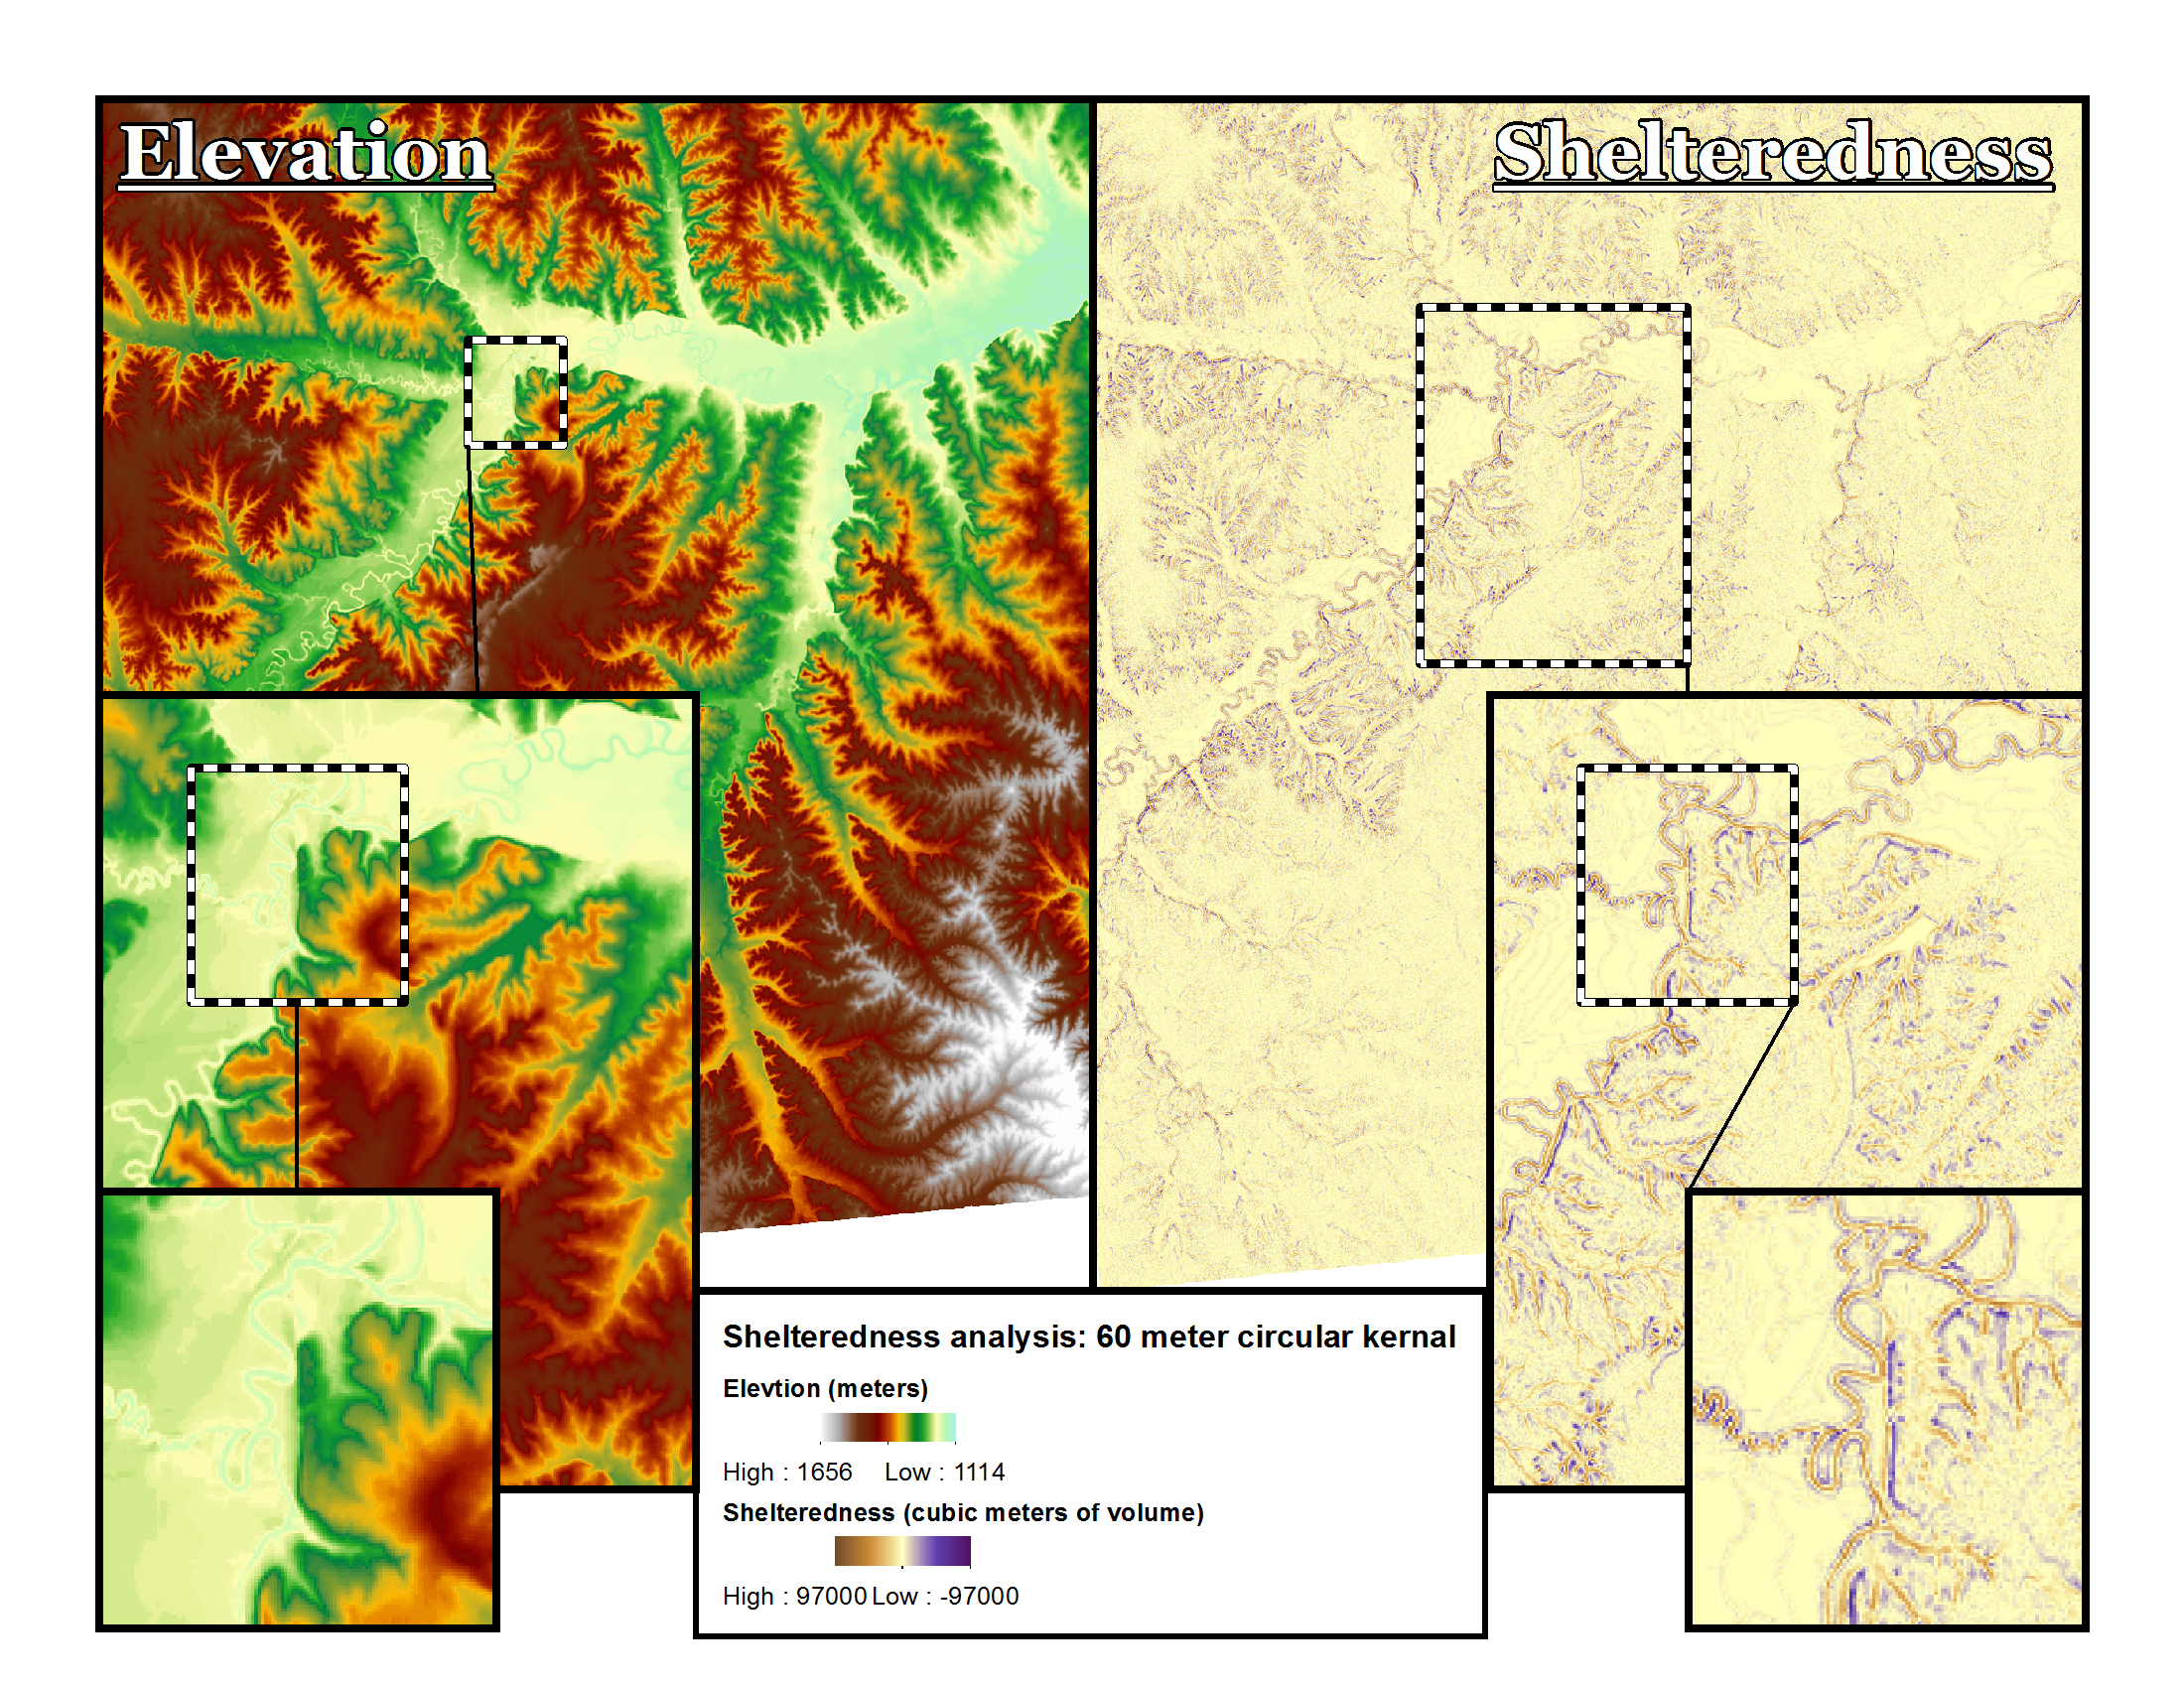 Elevation
Shelteredness
Shelteredness analysis: 60 meter circular kernal
Elevtion (meters)
High : 1656 Low : 1114
Shelteredness (cubic meters of volume)
High : 97000 Low : -97000